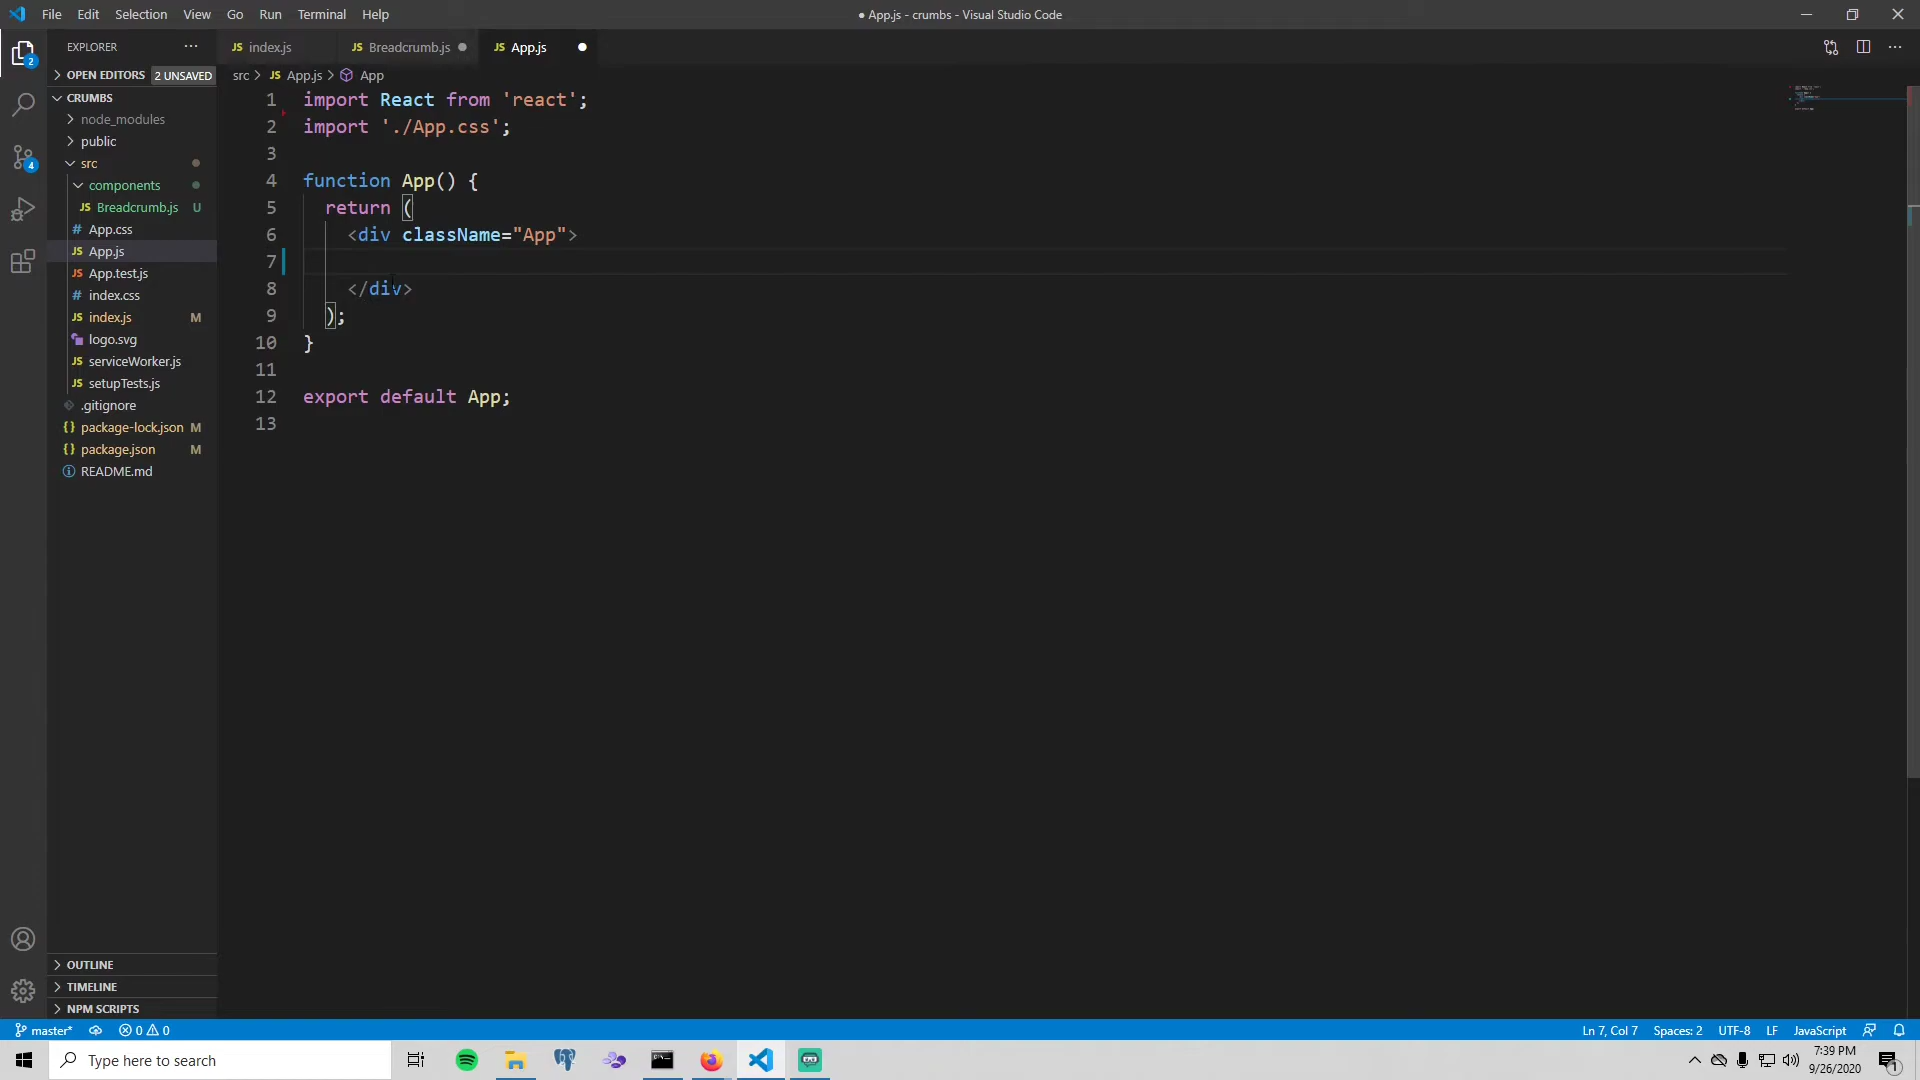 File Edit Selection View Go Run Terminal Help
● App.js - crumbs - Visual Studio Code
EXPLORER
JS index.js
JS Breadcrumb.js
JS App.js
2
OPEN EDITORS 2 UNSAVED
src > JS App.js > App
CRUMBS
node_modules
public
src
components
JS Breadcrumb.js U
# App.css
JS App.js
JS App.test.js
# index.css
JS index.js M
logo.svg
JS serviceWorker.js
JS setupTests.js
.gitignore
{} package-lock.json M
{} package.json M
README.md
4
1 import React from 'react';
2 import './App.css';
3
4 function App() {
5 return (
6 <div className="App">
7
8 </div>
9 );
10 }
11
12 export default App;
13
OUTLINE
TIMELINE
NPM SCRIPTS
master* 0 0
Ln 7, Col 7 Spaces: 2 UTF-8 LF JavaScript
Type here to search
7:39 PM
9/26/2020
1